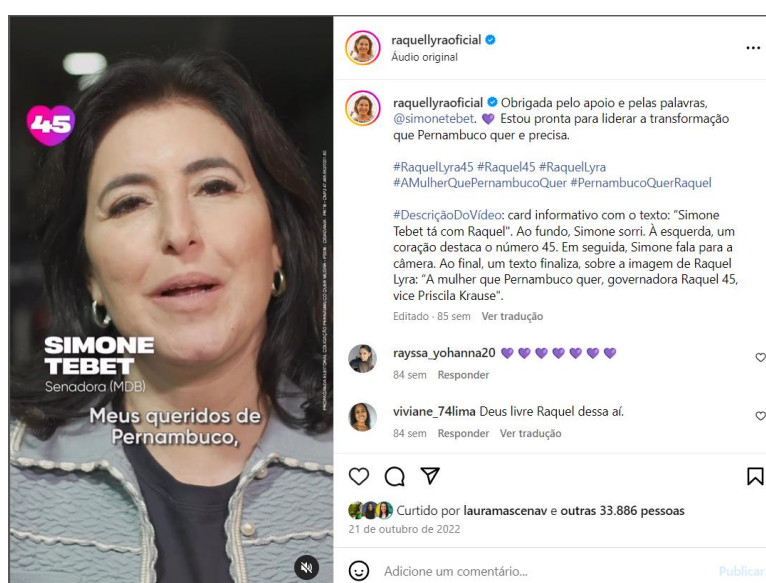 45
SIMONE
TEBET
Senadora (MDB)
Meus queridos de
Pernambuco,
raquellyraoficial
Áudio original
raquellyraoficial Obrigada pelo apoio e pelas palavras,
@simonetebet. 💜 Estou pronta para liderar a transformação
que Pernambuco quer e precisa.
#RaquelLyra45 #Raquel45 #RaquelLyra
#AMulherQuePernambucoQuer #PernambucoQuerRaquel
#DescriçãoDoVídeo: card informativo com o texto: "Simone
Tebet tá com Raquel". Ao fundo, Simone sorri. À esquerda, um
coração destaca o número 45. Em seguida, Simone fala para a
câmera. Ao final, um texto finaliza, sobre a imagem de Raquel
Lyra: "A mulher que Pernambuco quer, governadora Raquel 45,
vice Priscila Krause".
Editado · 85 sem Ver tradução
rayssa_yohanna20 💜💜💜💜💜💜💜
84 sem Responder
viviane_74lima Deus livre Raquel dessa aí.
84 sem Responder Ver tradução
Curtido por lauramascenav e outras 33.886 pessoas
21 de outubro de 2022
Adicione um comentário...
Publicar